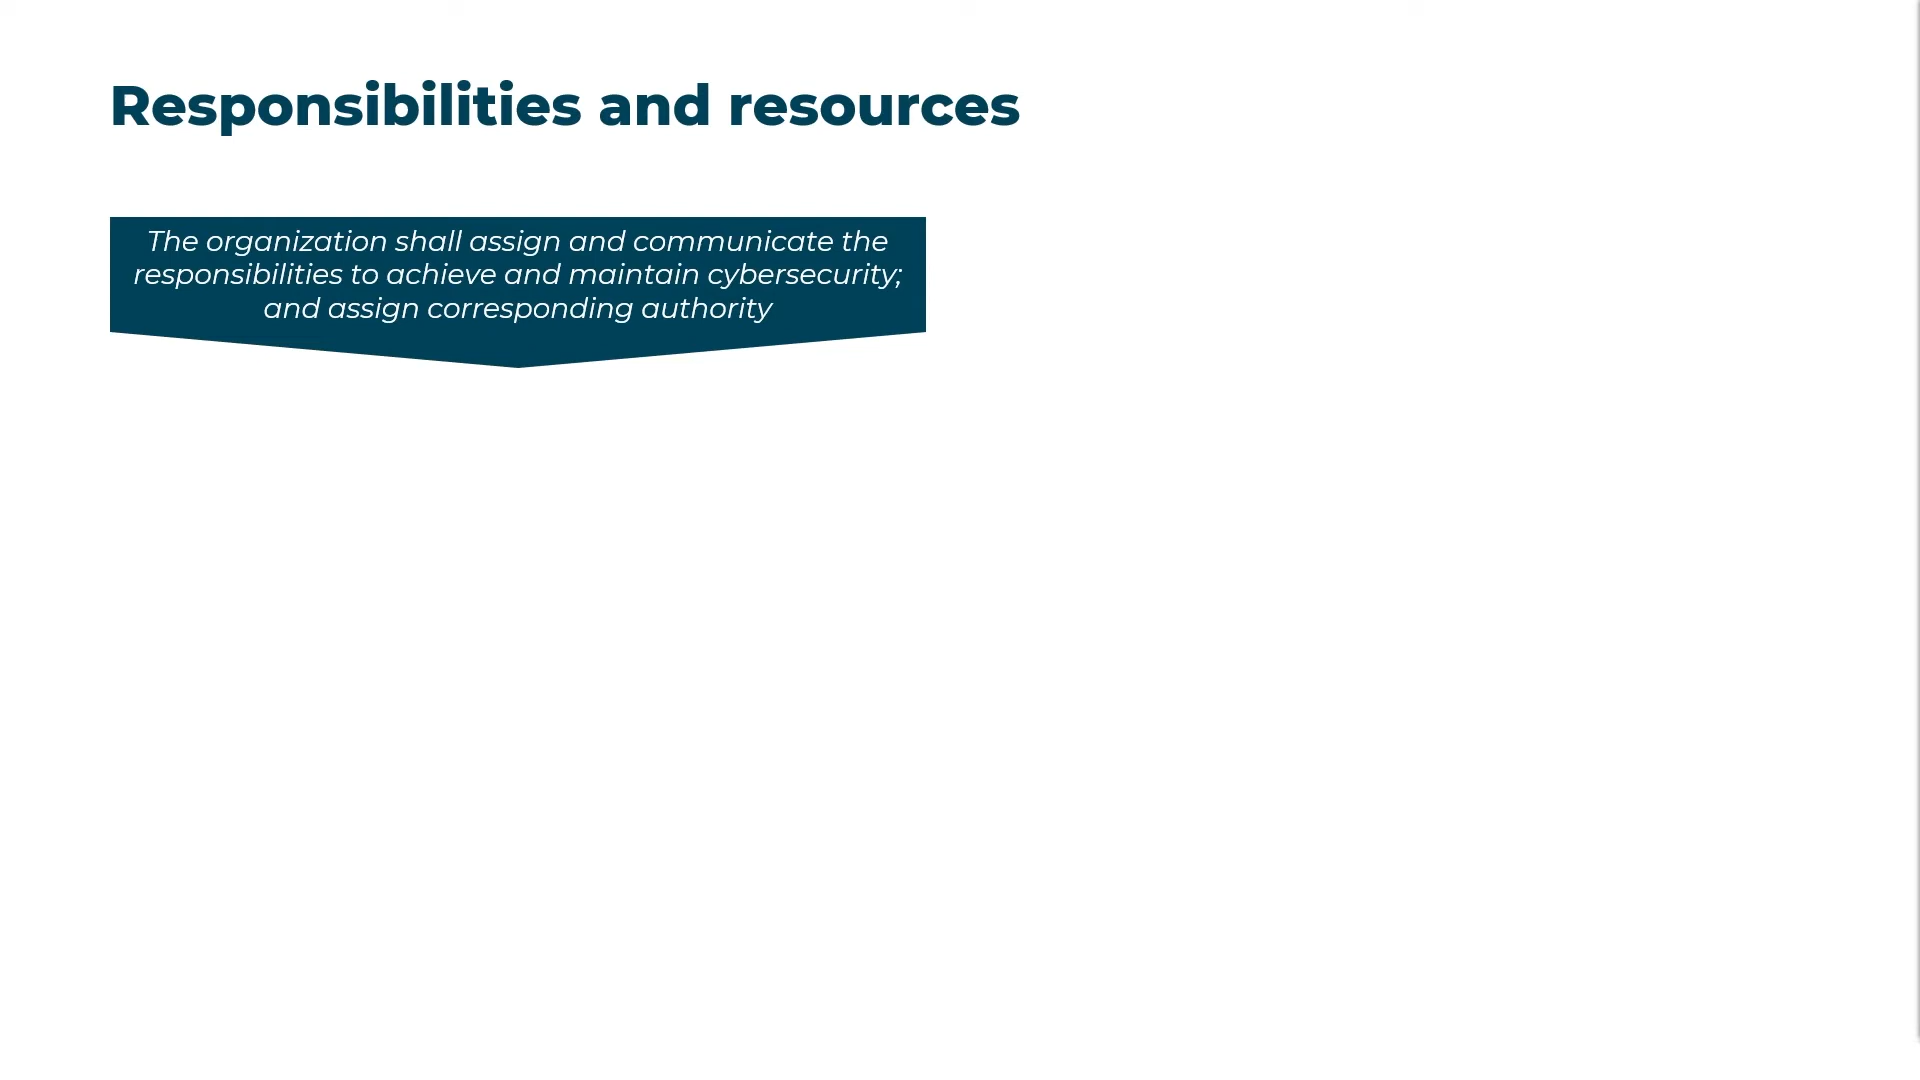 Responsibilities and resources
The organization shall assign and communicate the
responsibilities to achieve and maintain cybersecurity;
and assign corresponding authority